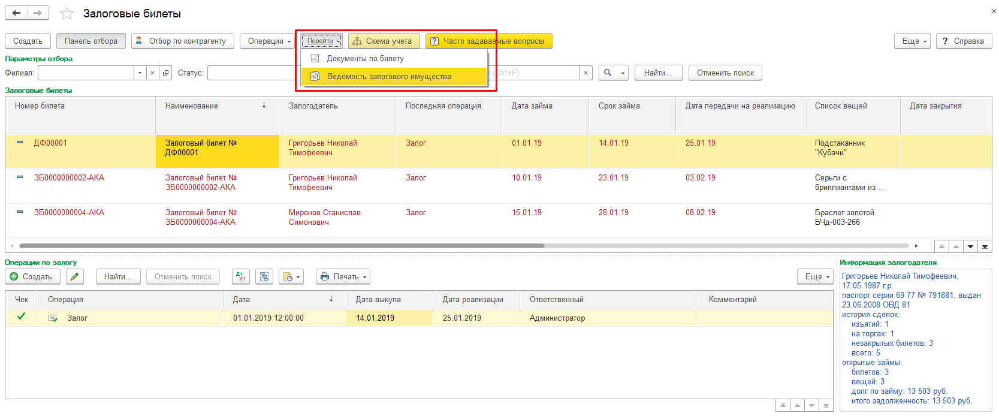 Залоговые билеты
Создать
Панель отбора
Отбор по контрагенту
Операции
Перейти
Схема учета
? Часто задаваемые вопросы
Еще
? Справка
Документы по билету
Ведомость залогового имущества
Параметры отбора
Филиал:
Статус:
(Ctrl+F)
Найти...
Отменить поиск
Залоговые билеты
Номер билета
Наименование
Залогодатель
Последняя операция
Дата займа
Срок займа
Дата передачи на реализацию
Список вещей
Дата закрытия
ДФ00001
Залоговый билет №
ДФ00001
Григорьев Николай
Тимофеевич
Залог
01.01.19
14.01.19
25.01.19
Подстаканник
"Кубачи"
ЗБ0000000002-АКА
Залоговый билет №
ЗБ0000000002-АКА
Григорьев Николай
Тимофеевич
Залог
10.01.19
23.01.19
03.02.19
Серьги с
бриллиантами из ...
ЗБ0000000004-АКА
Залоговый билет №
ЗБ0000000004-АКА
Миронов Станислав
Симонович
Залог
15.01.19
28.01.19
08.02.19
Браслет золотой
БЧд-003-266
Операции по залогу
Создать
Найти...
Отменить поиск
Дт
Кт
Печать
Еще
Чек
Операция
Дата
Дата выкупа
Дата реализации
Ответственный
Комментарий
Залог
01.01.2019 12:00:00
14.01.2019
25.01.2019
Администратор
Информация залогодателя
Григорьев Николай Тимофеевич,
17.05.1987 г.р.
паспорт серии 69 77 № 791881, выдан
23.06.2008 ОВД 81
история сделок:
изъятий: 1
на торгах: 1
незакрытых билетов: 3
всего: 5
открытые займы:
билетов: 3
вещей: 3
долг по займу: 13 503 руб.
итого задолженность: 13 503 руб.